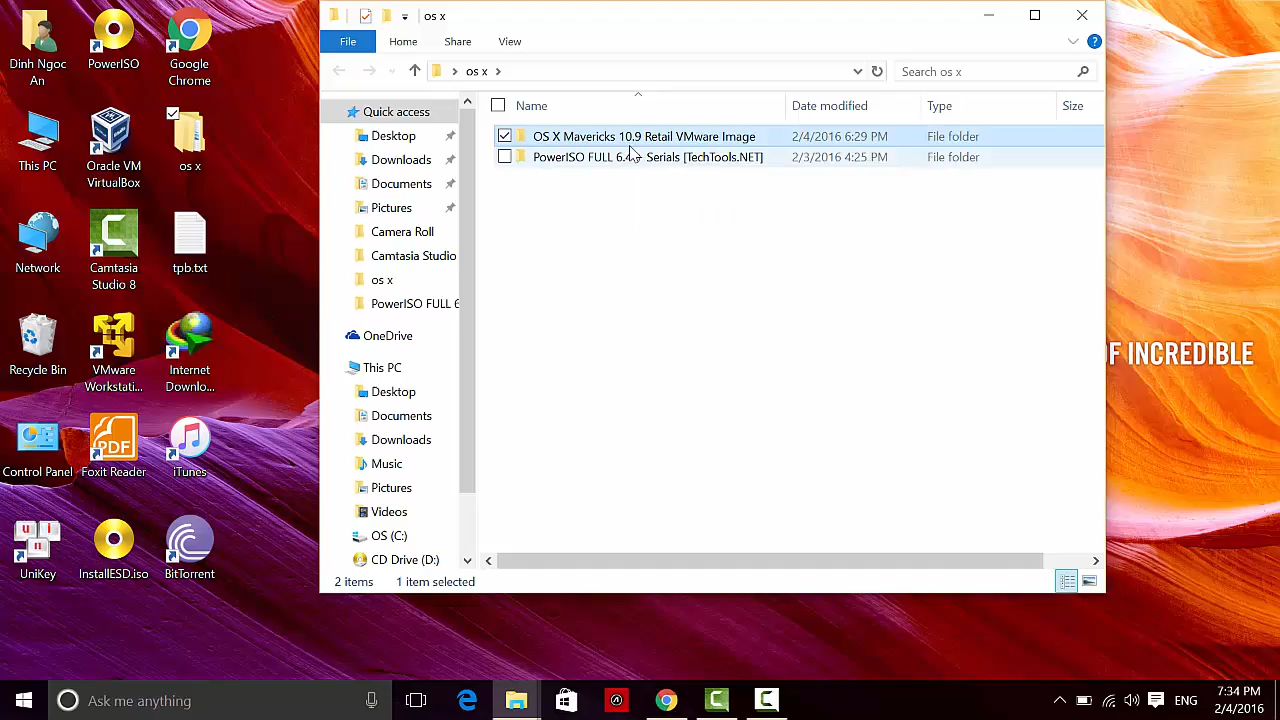 Dinh Ngoc
An
PowerISO
Google
Chrome
This PC
Oracle VM
VirtualBox
os x
Network
Camtasia
Studio 8
tpb.txt
Recycle Bin
VMware
Workstati...
Internet
Downlo...
Control Panel
PDF
Foxit Reader
iTunes
u i
n
UniKey
InstallESD.iso
BitTorrent
os x
File
Home
Share
View
os x
Search os x
Name
Date modified
Type
Size
OS X Mavericks 10.9 Retail VMware Image
2/4/2016 6:29 PM
File folder
PowerISO FULL 6. Serials [TechTools.NET]
2/3/2016 4:25 PM
File folder
Quick access
Desktop
Downloads
Documents
Pictures
Camera Roll
Camtasia Studio
os x
PowerISO FULL 6
OneDrive
This PC
Desktop
Documents
Downloads
Music
Pictures
Videos
OS (C:)
CD Drive (D:)
2 items
1 item selected
OF INCREDIBLE
Ask me anything
ENG
7:34 PM
2/4/2016